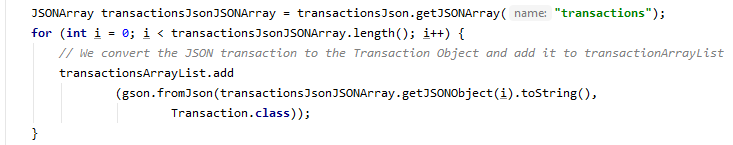 JSONArray transactionsJsonJSONArray = transactionsJson.getJSONArray( name: "transactions");
for (int i = 0; i < transactionsJsonJSONArray.length(); i++) {
// We convert the JSON transaction to the Transaction Object and add it to transactionArrayList
transactionsArrayList.add
(gson.fromJson(transactionsJsonJSONArray.getJSONObject(i).toString(),
Transaction.class));
}